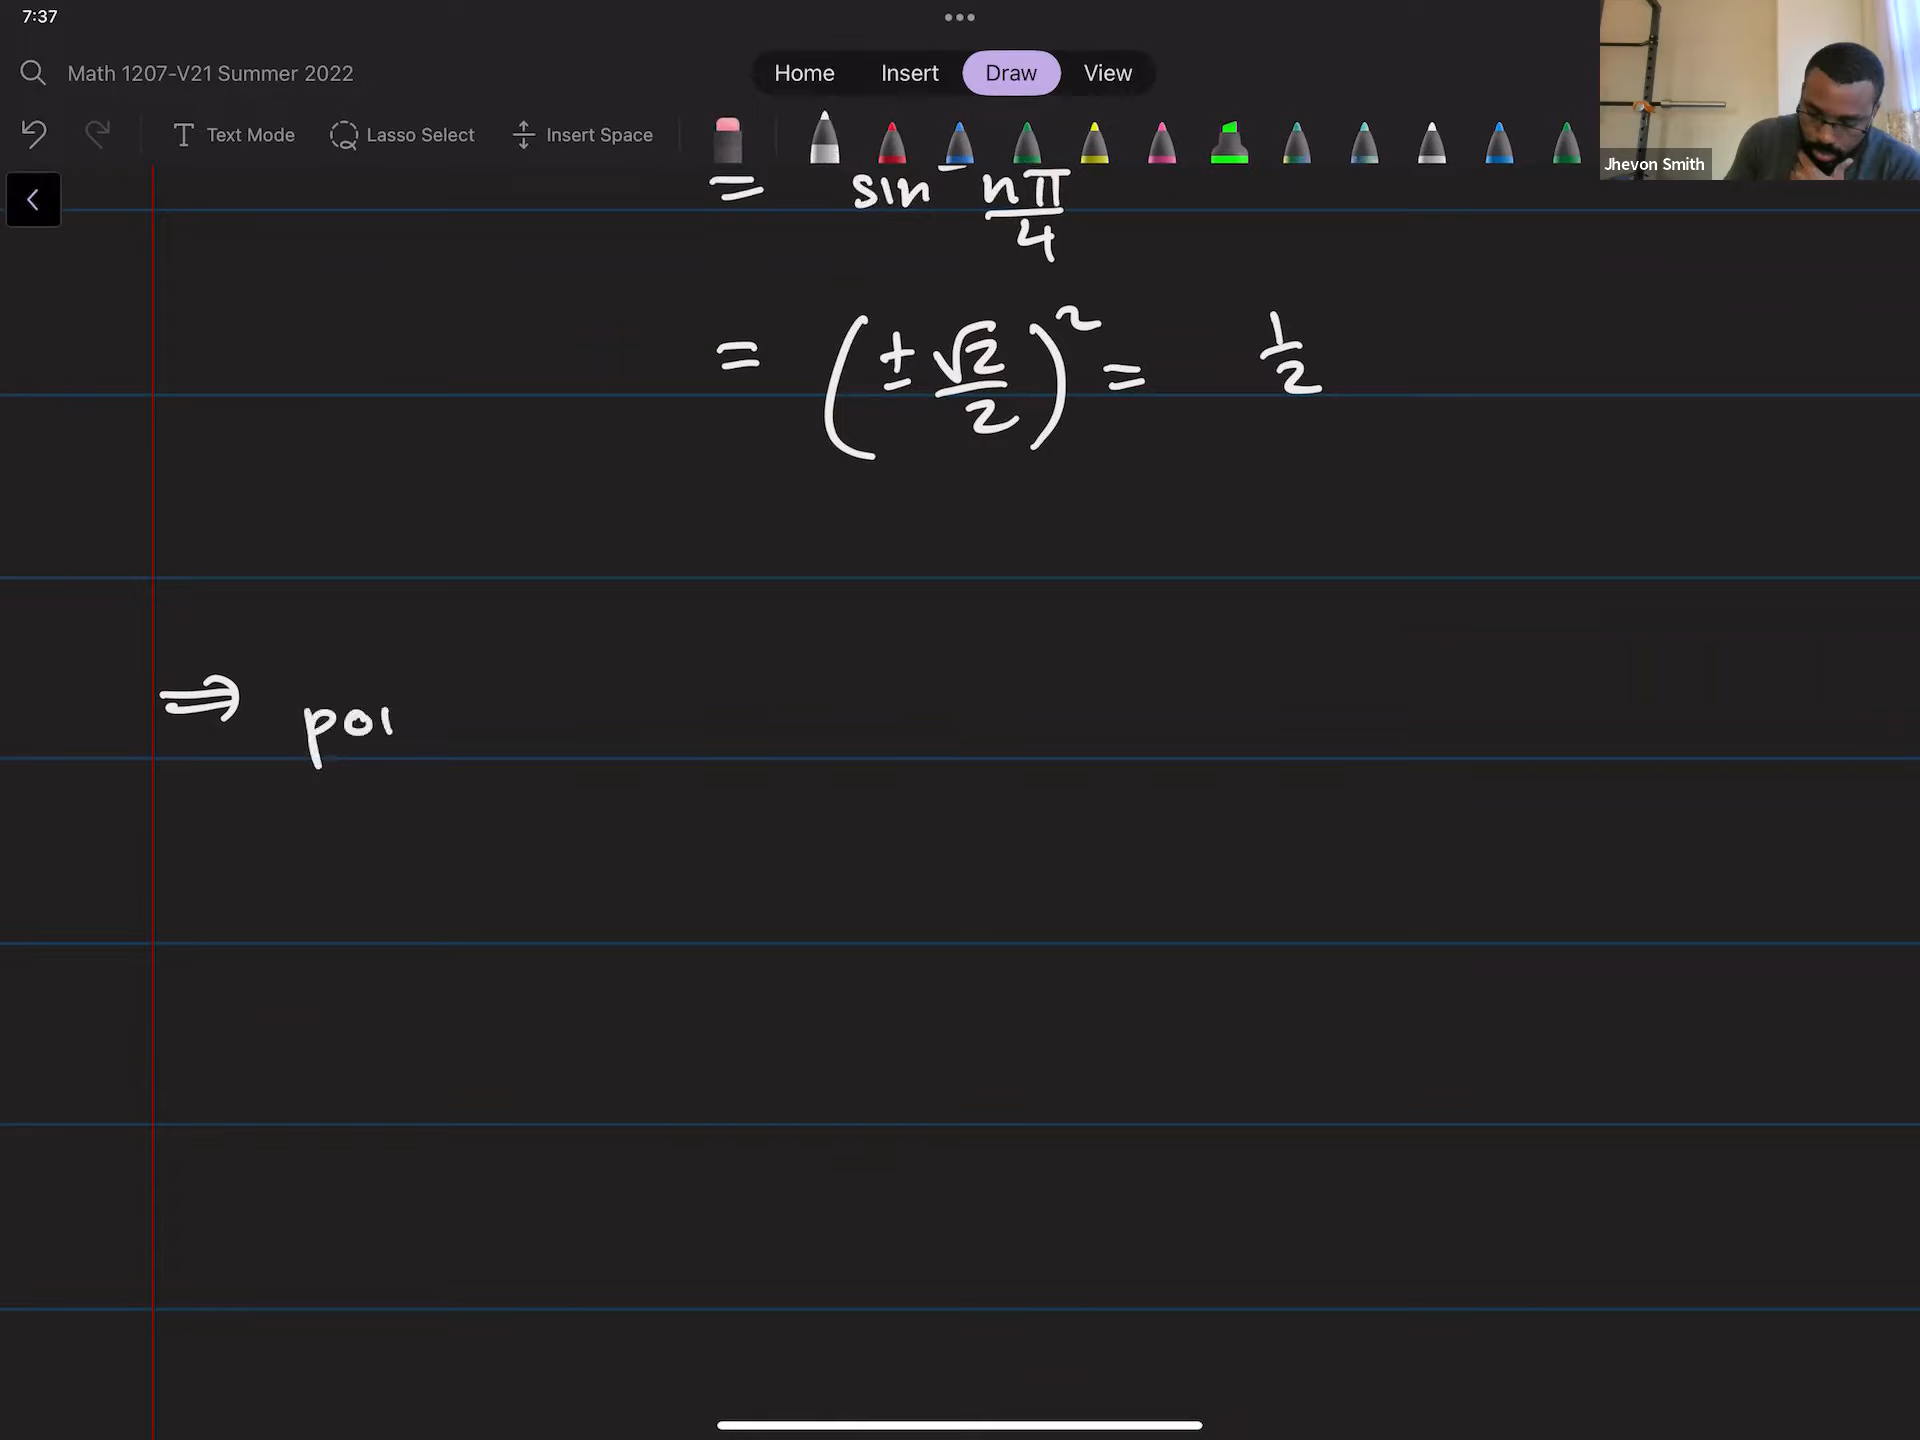 7:37
Math 1207-V21 Summer 2022
Home Insert Draw View
Text Mode Lasso Select Insert Space
Jhevon Smith
= sin nπ/4
= (± √2/2)² = 1/2
⇒ poi